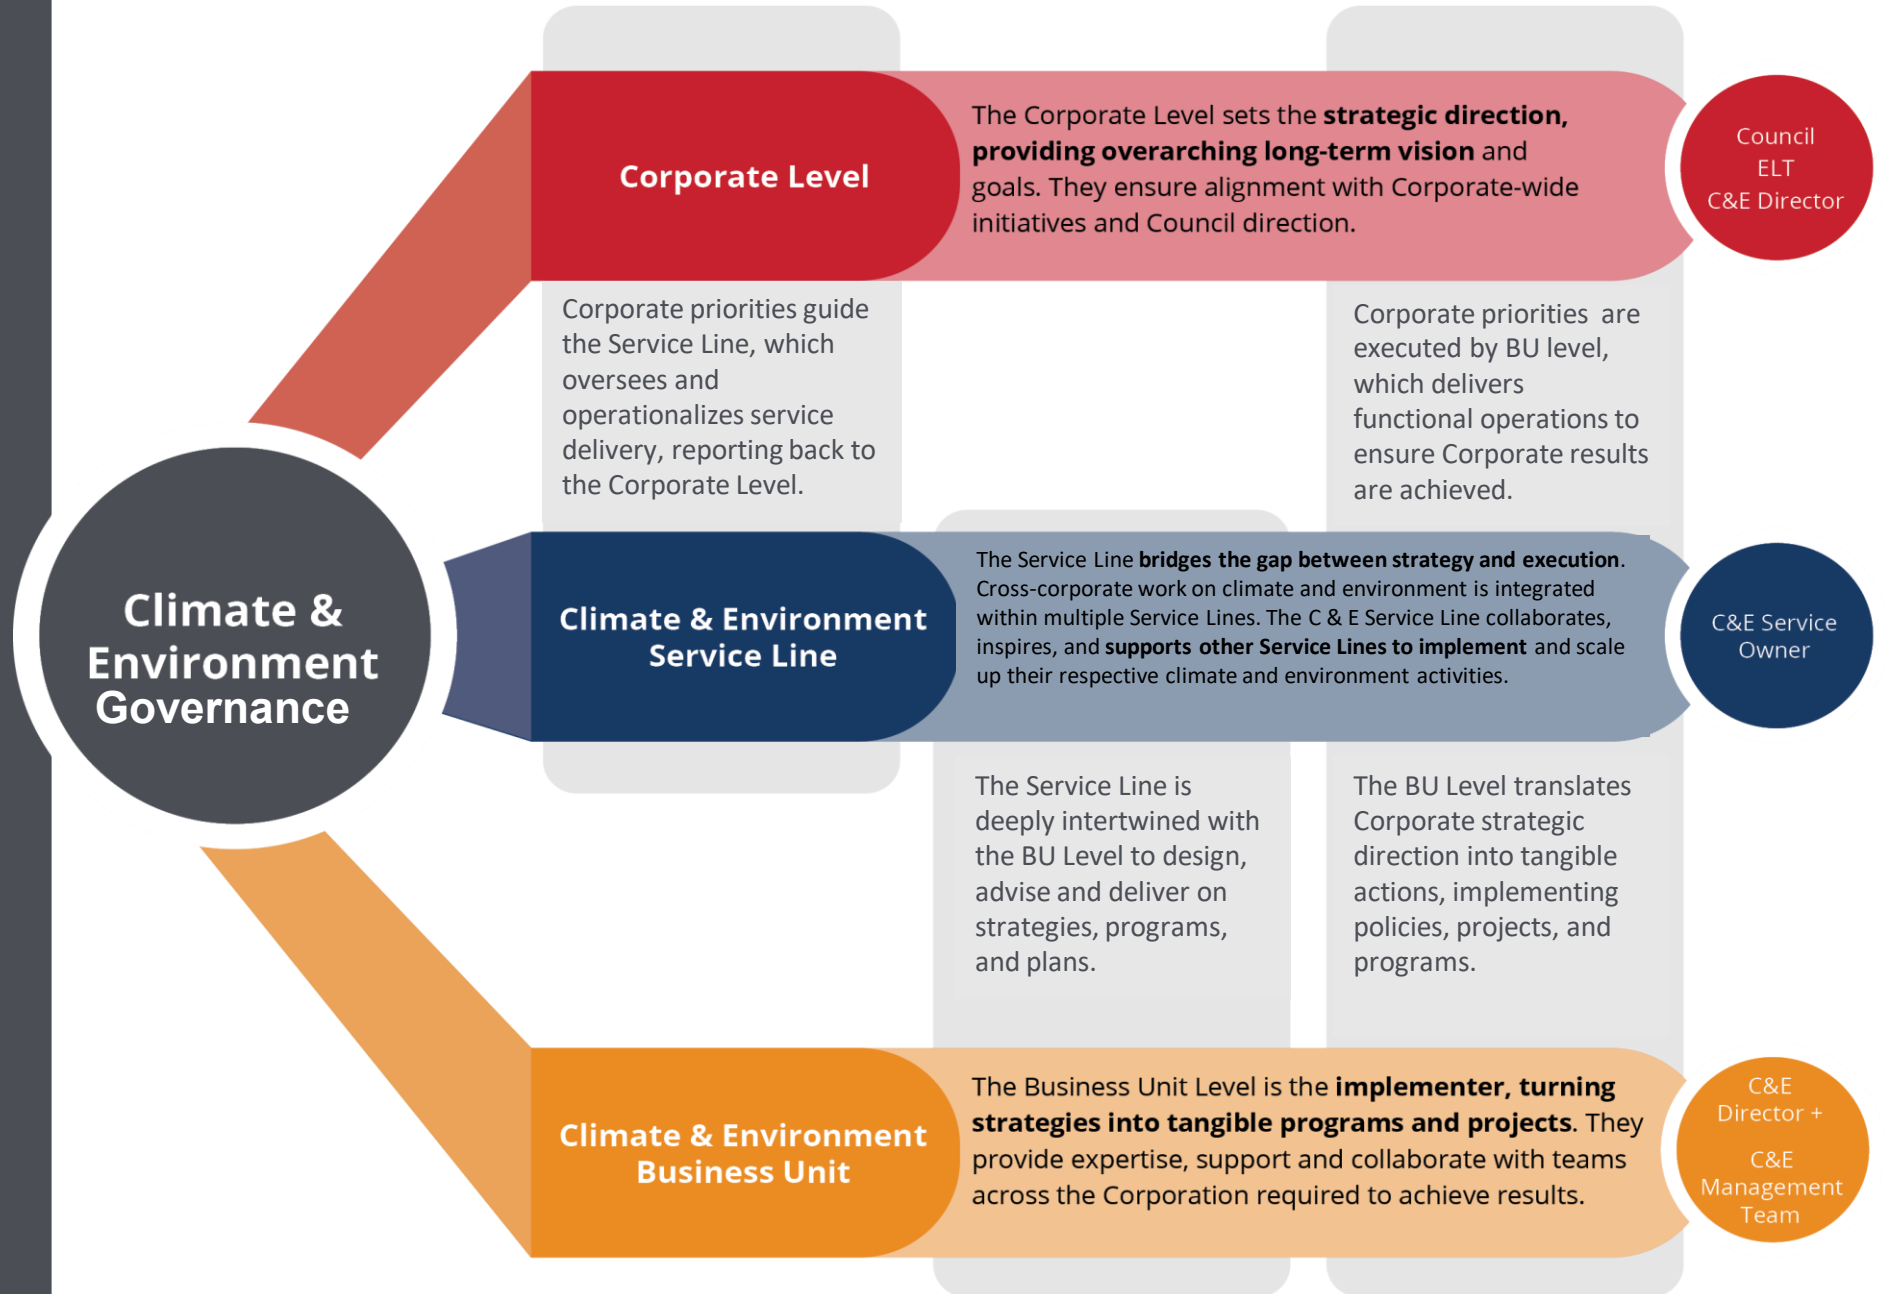 Climate &
Environment
Governance
Corporate Level
The Corporate Level sets the strategic direction,
providing overarching long-term vision and
goals. They ensure alignment with Corporate-wide
initiatives and Council direction.
Council
ELT
C&E Director
Corporate priorities guide
the Service Line, which
oversees and
operationalizes service
delivery, reporting back to
the Corporate Level.
Corporate priorities are
executed by BU level,
which delivers
functional operations to
ensure Corporate results
are achieved.
Climate & Environment
Service Line
The Service Line bridges the gap between strategy and execution.
Cross-corporate work on climate and environment is integrated
within multiple Service Lines. The C & E Service Line collaborates,
inspires, and supports other Service Lines to implement and scale
up their respective climate and environment activities.
C&E Service
Owner
The Service Line is
deeply intertwined with
the BU Level to design,
advise and deliver on
strategies, programs,
and plans.
The BU Level translates
Corporate strategic
direction into tangible
actions, implementing
policies, projects, and
programs.
Climate & Environment
Business Unit
The Business Unit Level is the implementer, turning
strategies into tangible programs and projects. They
provide expertise, support and collaborate with teams
across the Corporation required to achieve results.
C&E
Director +
C&E
Management
Team